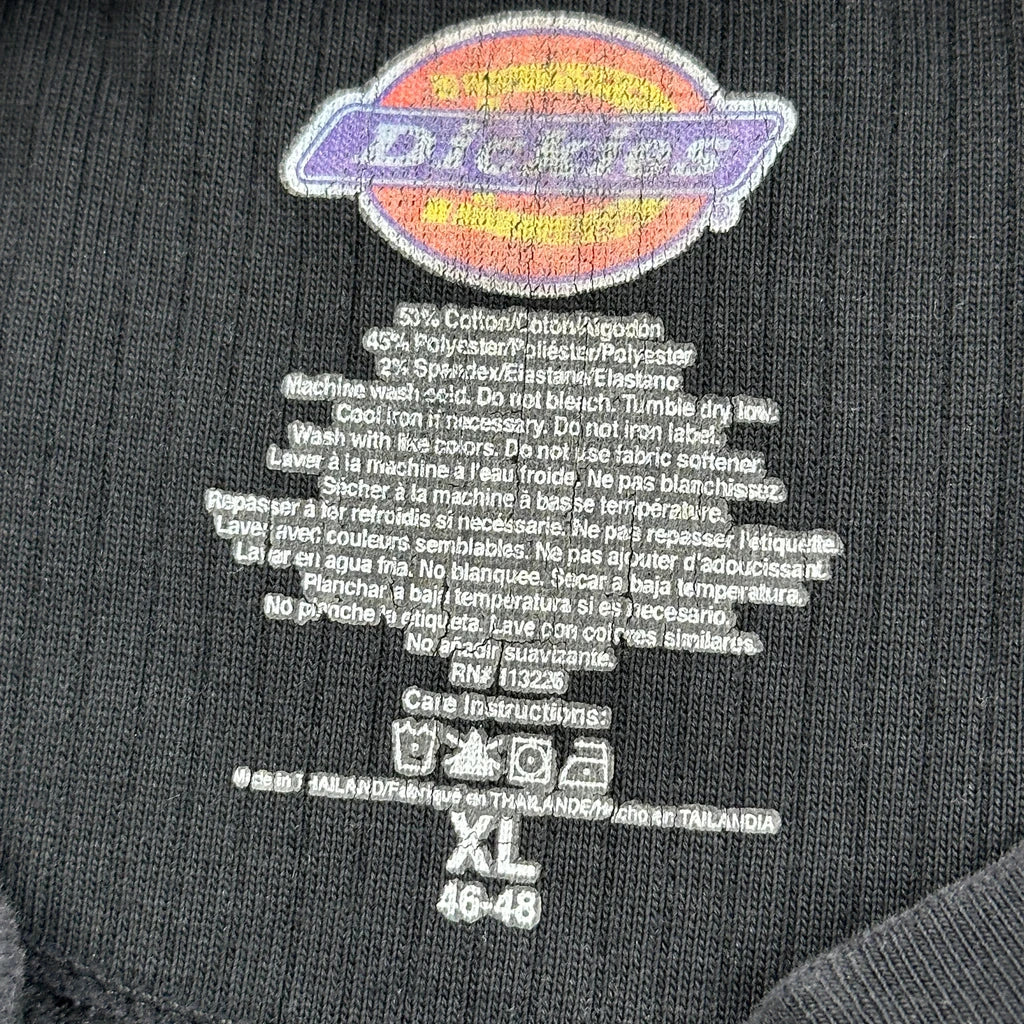 Dickies
®
53% Cotton/Coton/Algodón
45% Polyester/Poliéster/Polyester
2% Spandex/Elastano/Elastano
Machine wash cold. Do not bleach. Tumble dry low.
Cool iron if necessary. Do not iron label.
Wash with like colors. Do not use fabric softener.
Laver à la machine à l'eau froide. Ne pas blanchissez.
Sécher à la machine à basse température.
Repasser à fer refroidis si nécessarie. Ne pas repasser l'étiquette.
Laver avec couleurs semblables. Ne pas ajouter d'adoucissant.
Lavar en agua fria. No blanquee. Secar a baja temperatura.
Planchar a baja temperatura si es necesario.
No planche la etiqueta. Lave con colores similares.
No añadir suavizante.
RN# 113226
Care Instructions:
Made in THAILAND/Fabriqué en THAILANDE/Hecho en TAILANDIA
XL
46-48